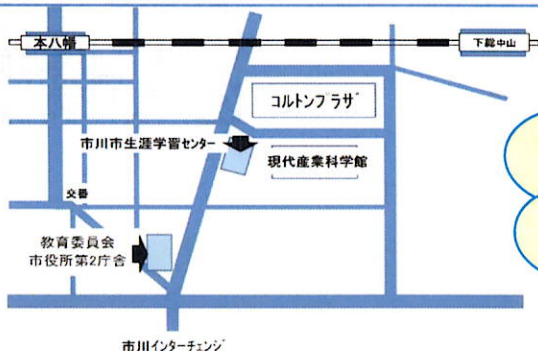 本八幡
下総中山
コルトンプラザ
市川市生涯学習センター
現代産業科学館
交番
教育委員会
市役所第2庁舎
市川インターチェンジ